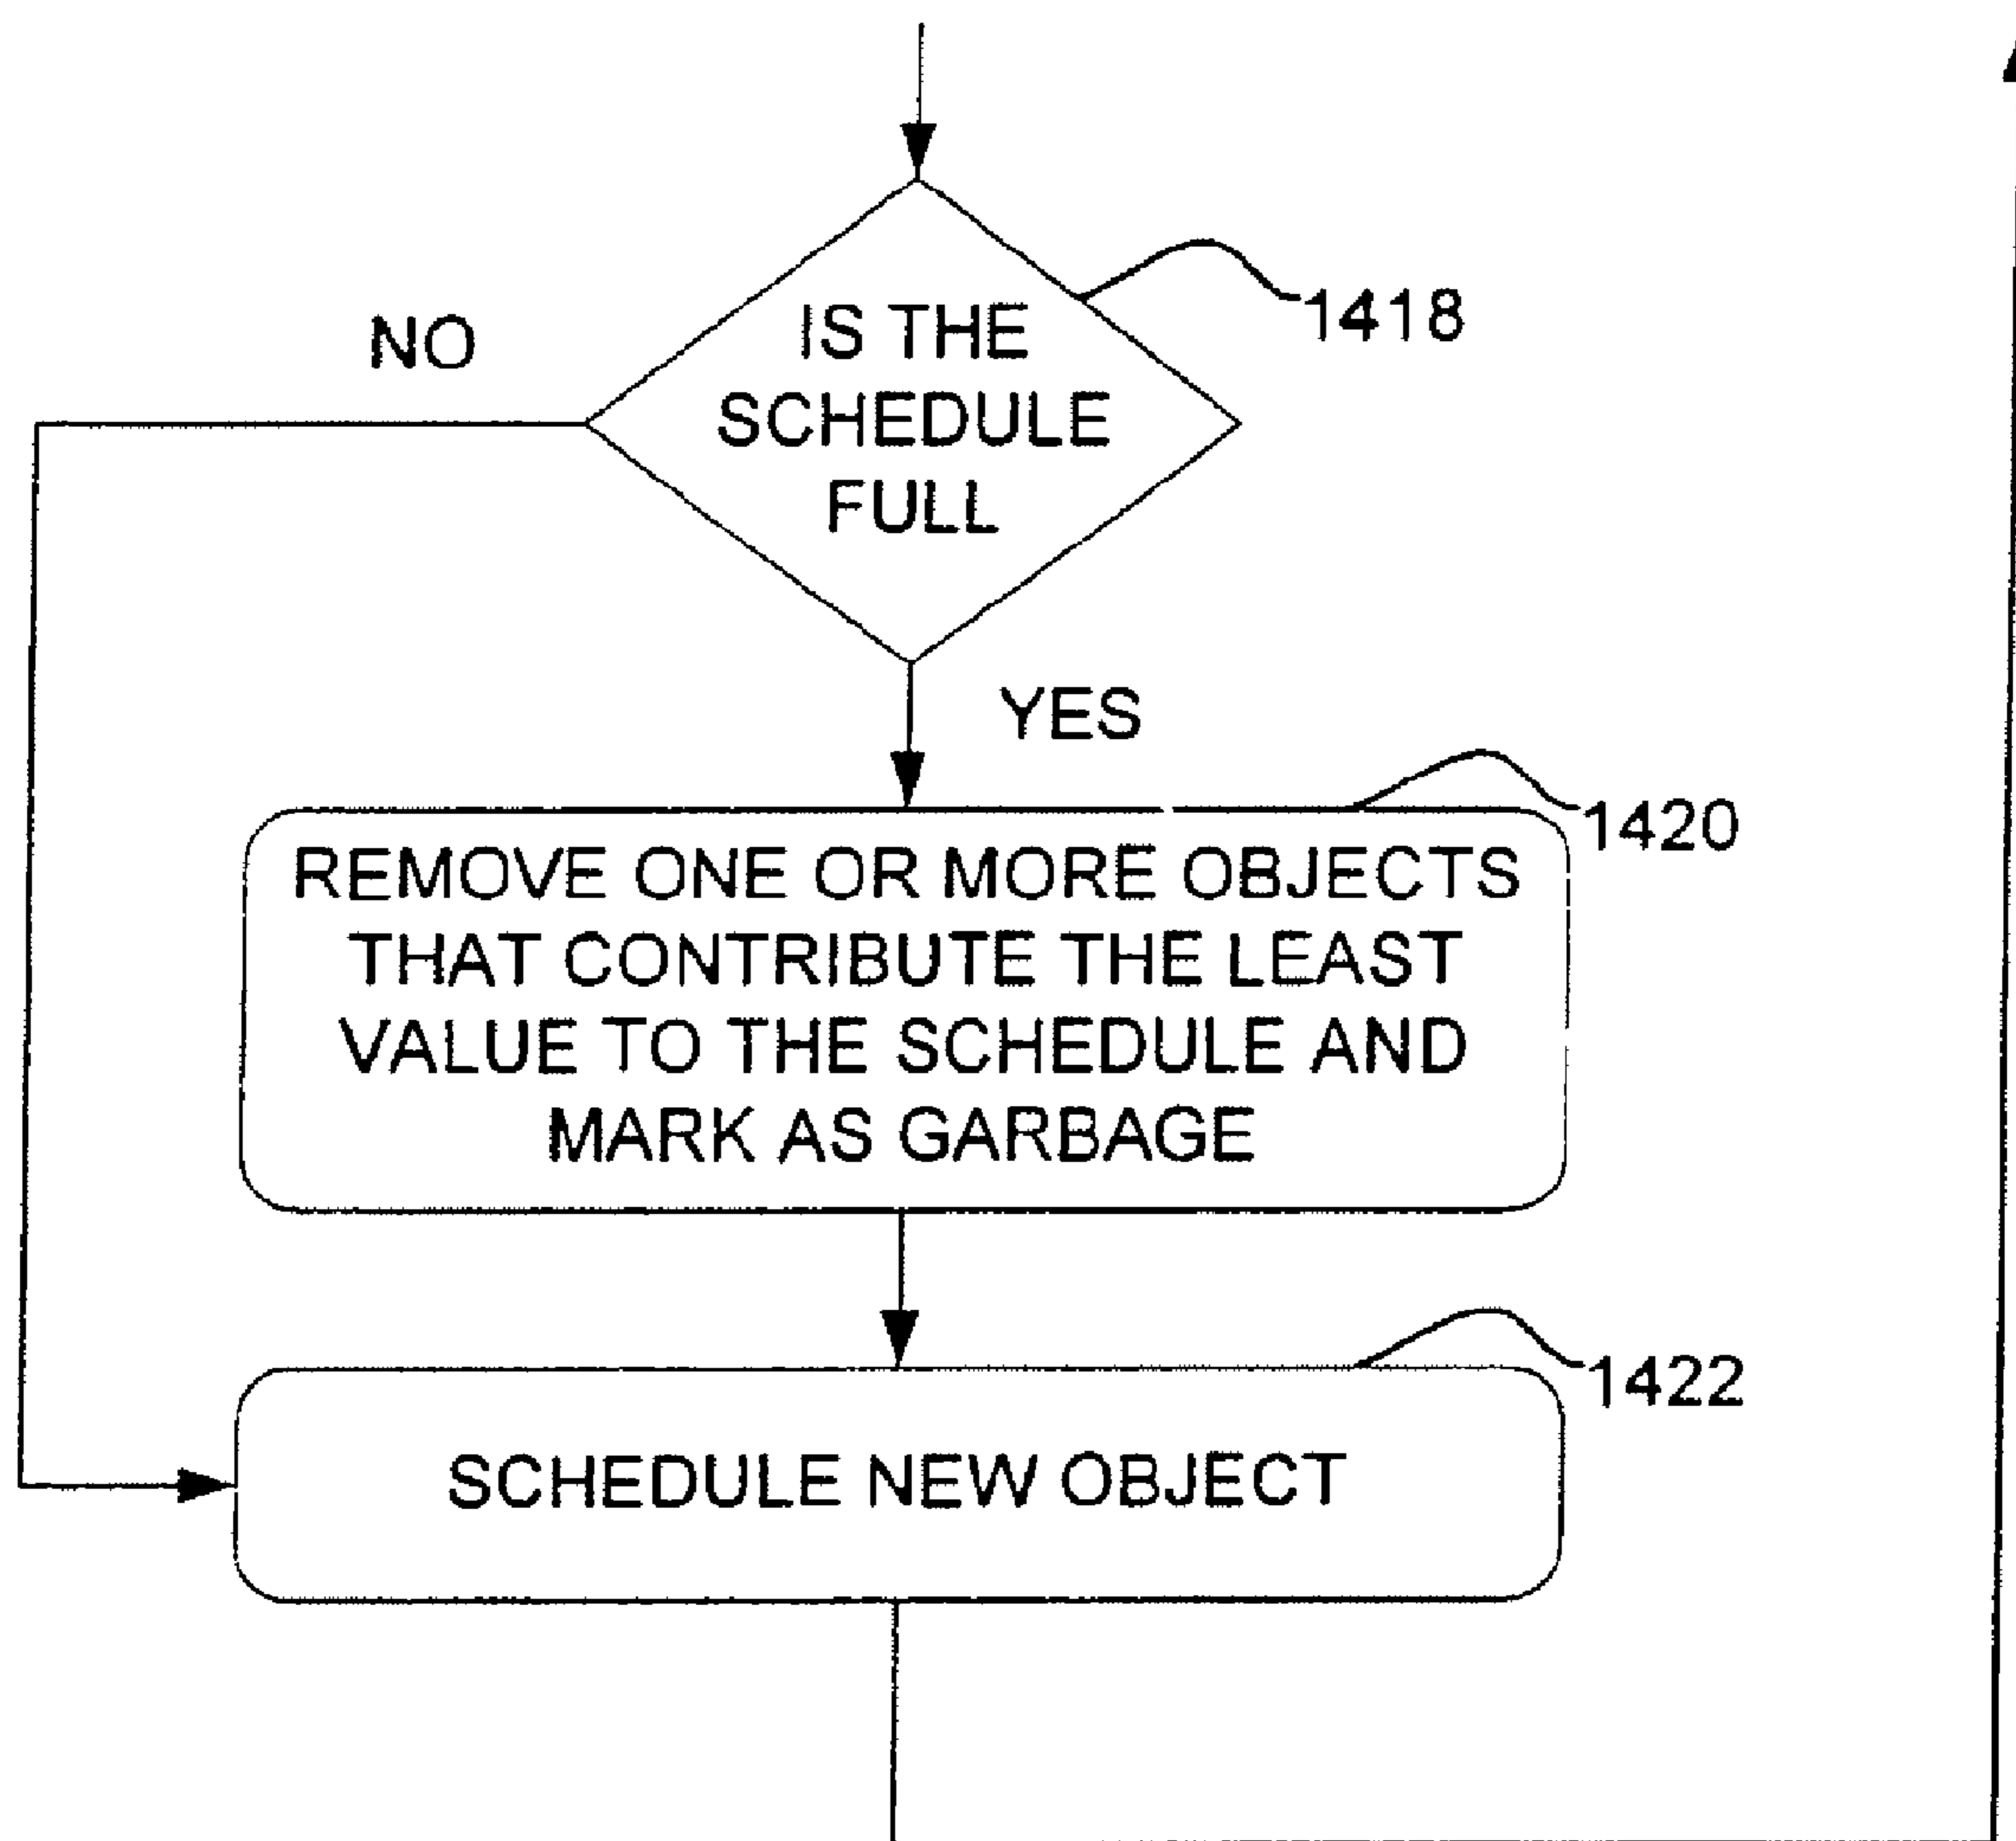 IS THE
SCHEDULE
FULL
1418
NO
YES
1420
REMOVE ONE OR MORE OBJECTS
THAT CONTRIBUTE THE LEAST
VALUE TO THE SCHEDULE AND
MARK AS GARBAGE
1422
SCHEDULE NEW OBJECT